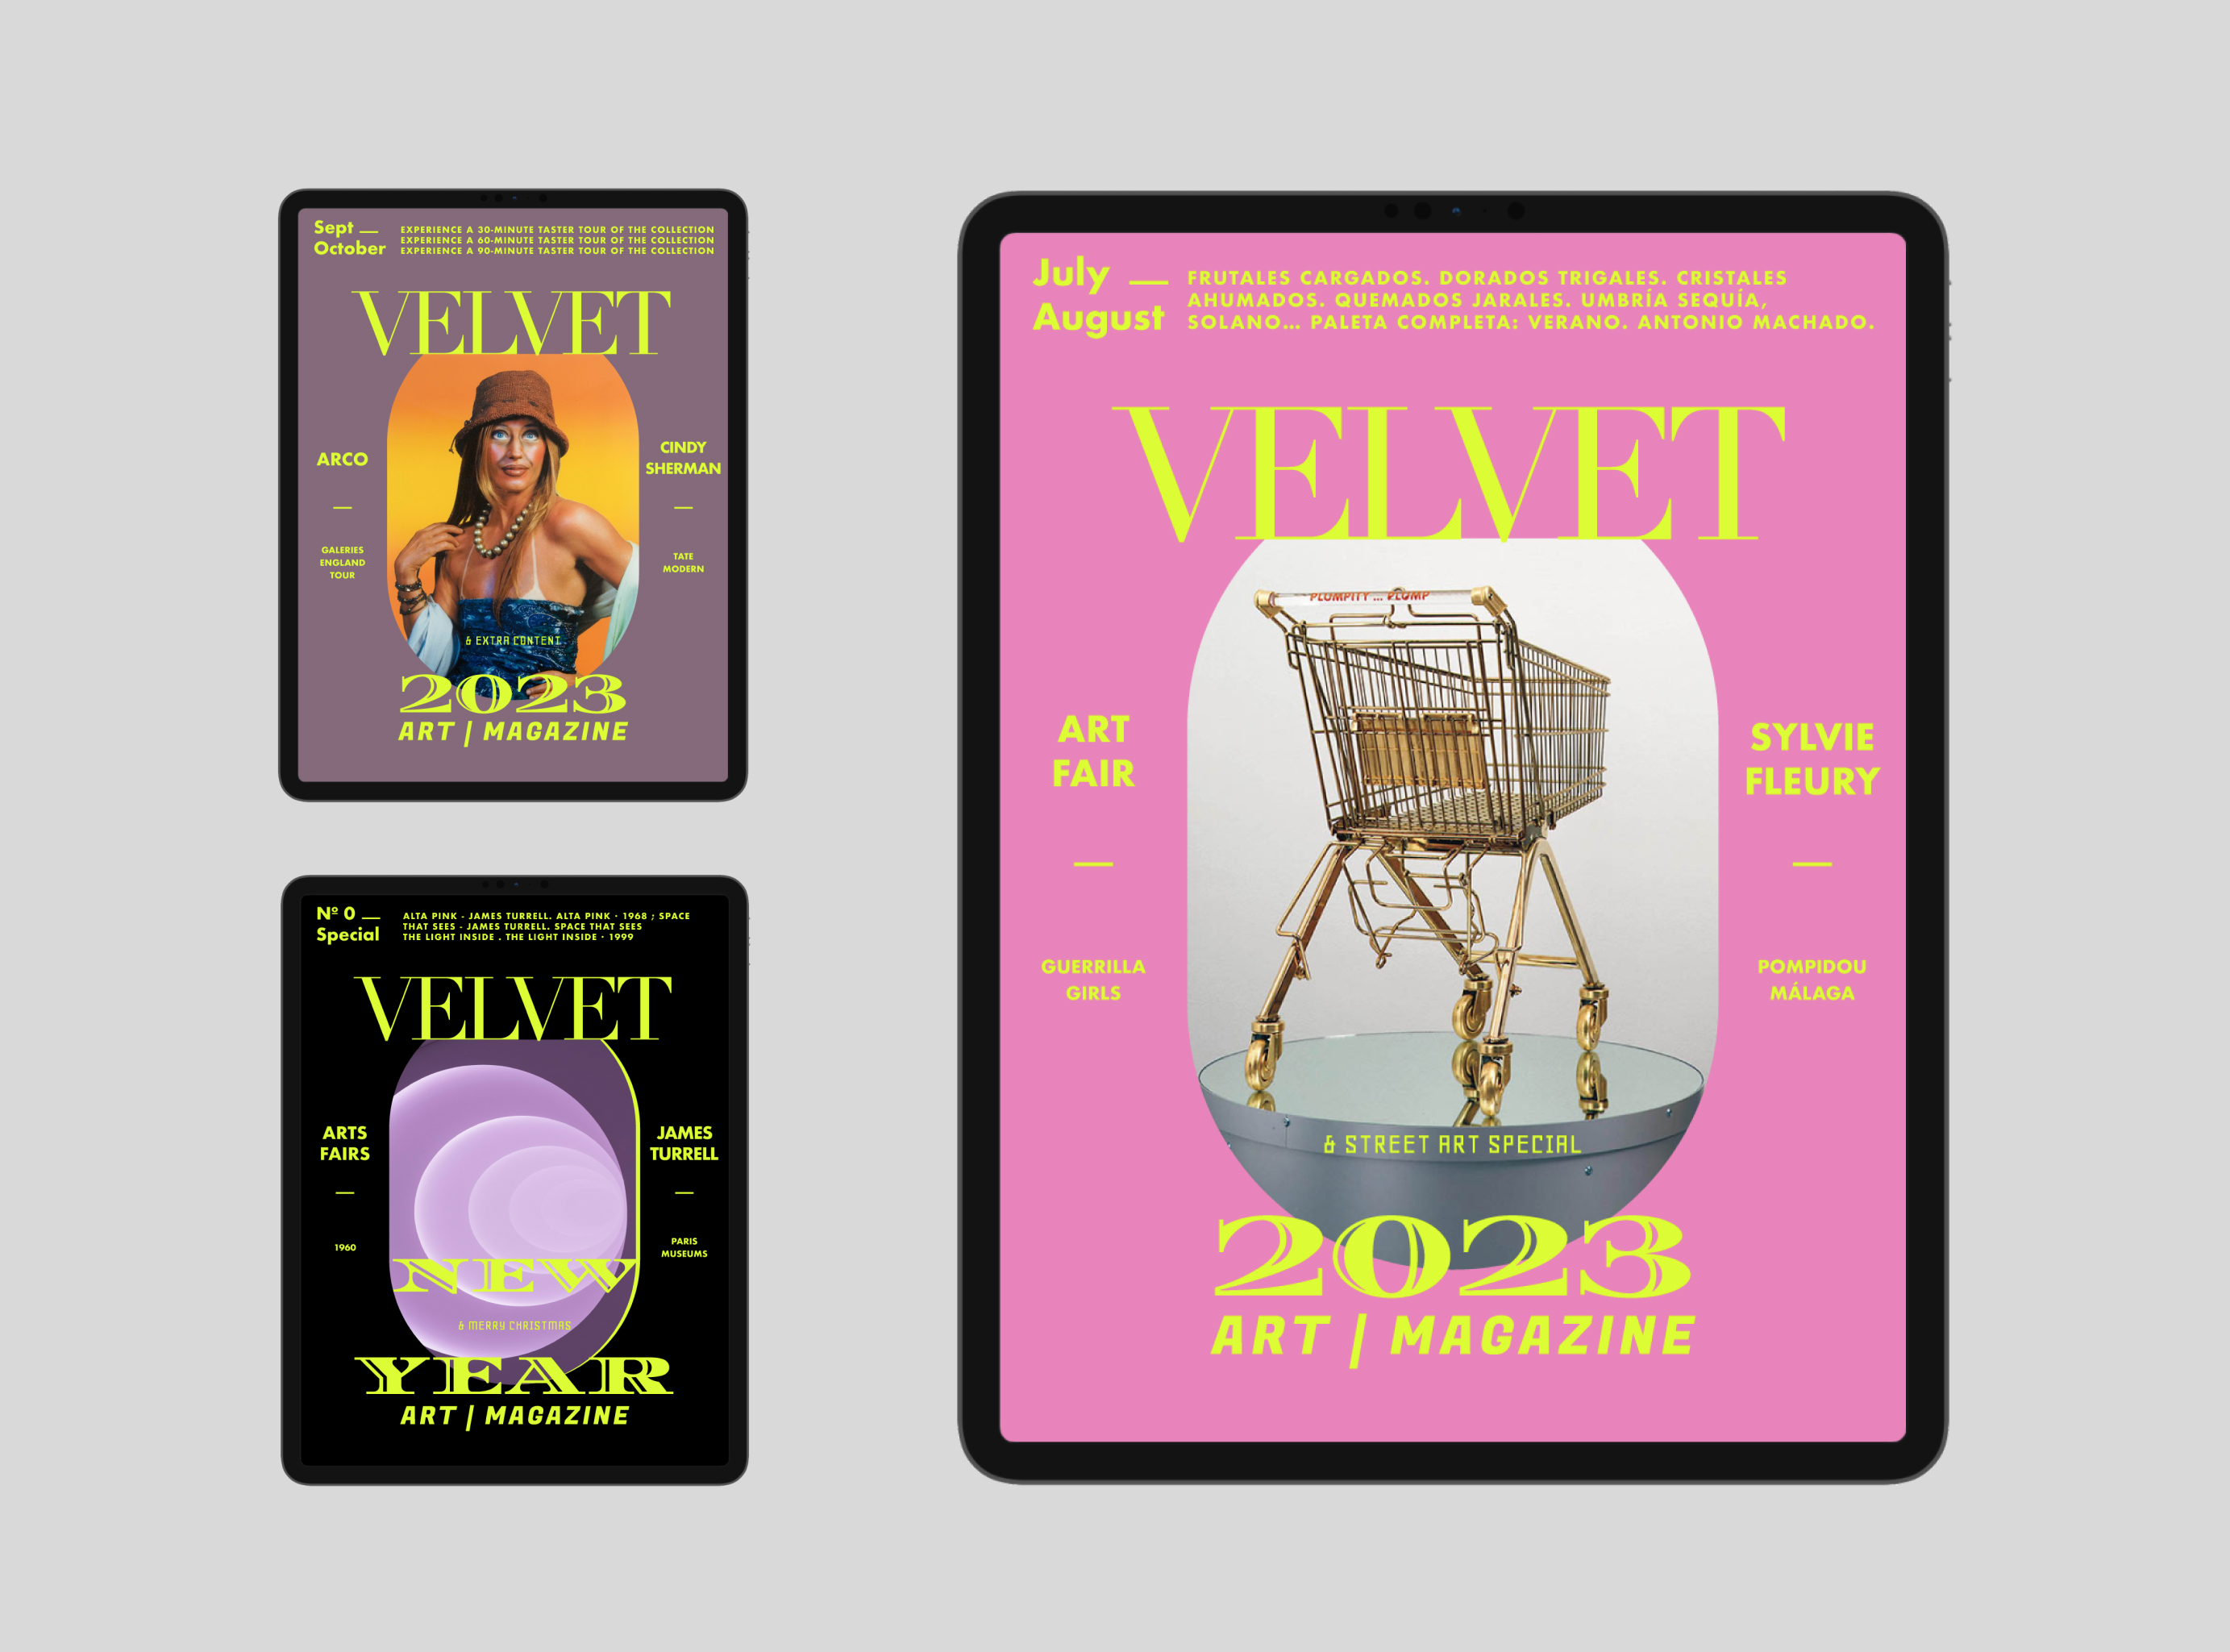 Sept —
October
EXPERIENCE A 30-MINUTE TASTER TOUR OF THE COLLECTION
EXPERIENCE A 60-MINUTE TASTER TOUR OF THE COLLECTION
EXPERIENCE A 90-MINUTE TASTER TOUR OF THE COLLECTION
VELVET
ARCO
—
GALERIES
ENGLAND
TOUR
CINDY
SHERMAN
—
TATE
MODERN
& EXTRA CONTENT
2023
ART | MAGAZINE
Nº 0 —
Special
ALTA PINK - JAMES TURRELL. ALTA PINK · 1968 ; SPACE
THAT SEES - JAMES TURRELL. SPACE THAT SEES
THE LIGHT INSIDE . THE LIGHT INSIDE · 1999
VELVET
ARTS
FAIRS
—
1960
JAMES
TURRELL
—
PARIS
MUSEUMS
NEW
& MERRY CHRISTMAS
YEAR
ART | MAGAZINE
July —
August
FRUTALES CARGADOS. DORADOS TRIGALES. CRISTALES
AHUMADOS. QUEMADOS JARALES. UMBRÍA SEQUÍA,
SOLANO... PALETA COMPLETA: VERANO. ANTONIO MACHADO.
VELVET
PLUMPITY ... PLUMP
ART
FAIR
—
GUERRILLA
GIRLS
SYLVIE
FLEURY
—
POMPIDOU
MÁLAGA
& STREET ART SPECIAL
2023
ART | MAGAZINE